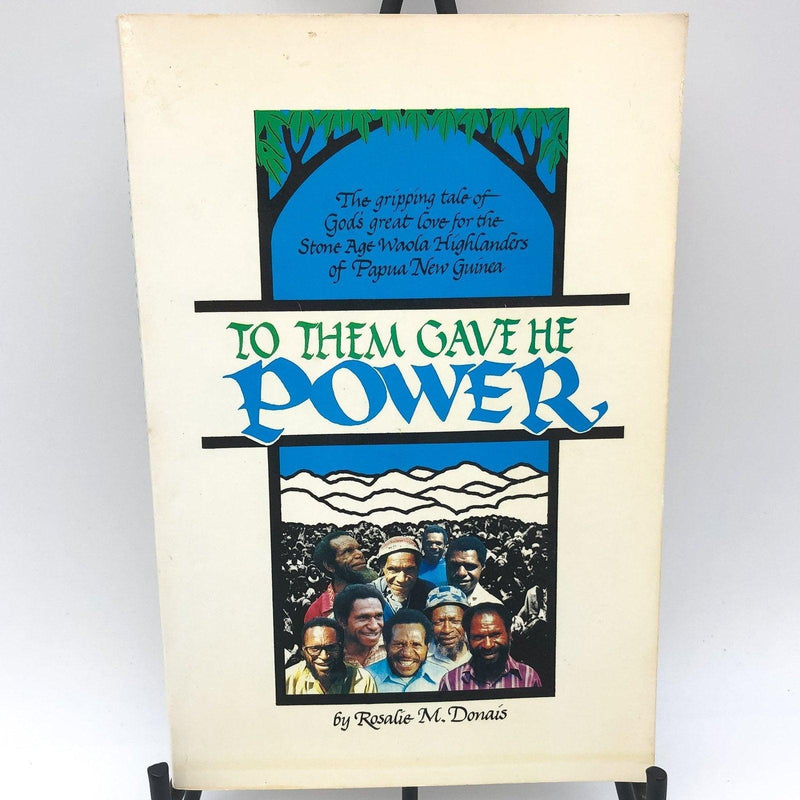 The gripping tale of
God's great love for the
Stone Age Waola Highlanders
of Papua New Guinea
TO THEM GAVE HE
POWER
by Rosalie M. Donais